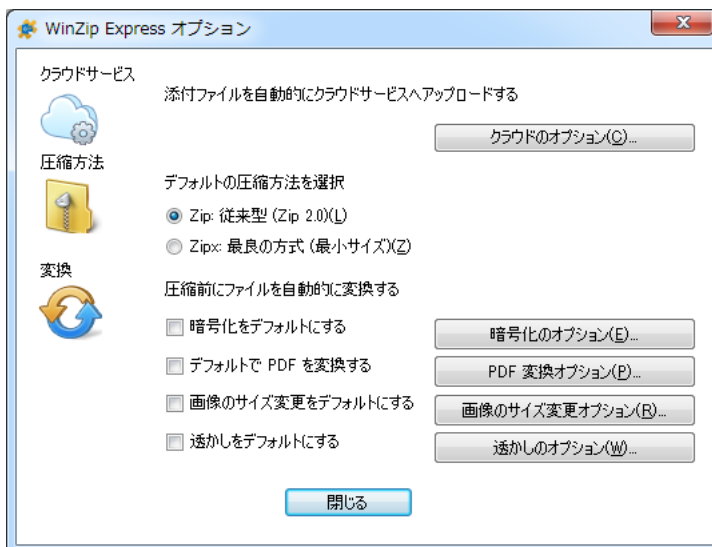 WinZip Express オプション
クラウドサービス
添付ファイルを自動的にクラウドサービスへアップロードする
クラウドのオプション(C)...
圧縮方法
デフォルトの圧縮方法を選択
Zip: 従来型 (Zip 2.0)(L)
Zipx: 最良の方式 (最小サイズ)(Z)
変換
圧縮前にファイルを自動的に変換する
暗号化をデフォルトにする
暗号化のオプション(E)...
デフォルトで PDF を変換する
PDF 変換オプション(P)...
画像のサイズ変更をデフォルトにする
画像のサイズ変更オプション(R)...
透かしをデフォルトにする
透かしのオプション(W)...
閉じる